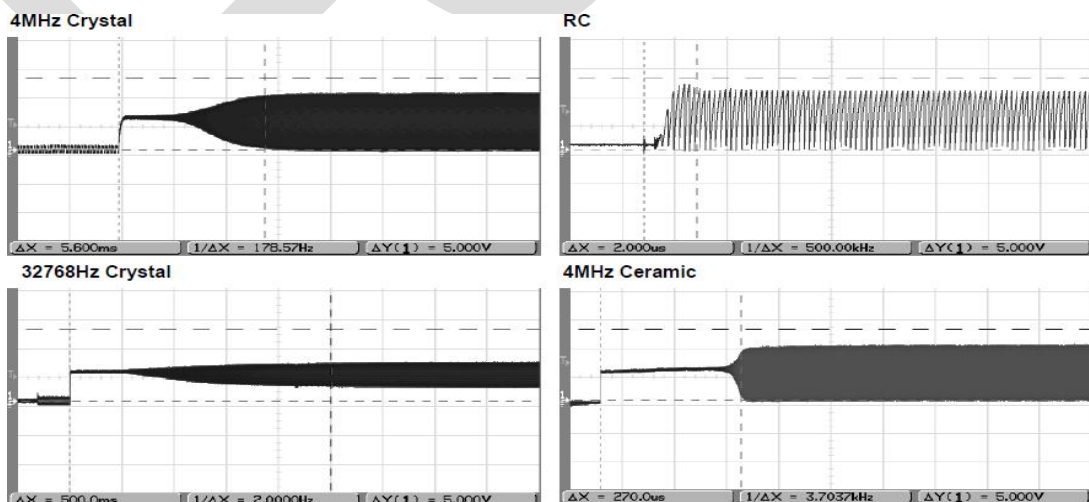 4MHz Crystal
ΔX = 5.600ms 1/ΔX = 178.57Hz ΔY(1) = 5.000V
RC
ΔX = 2.000us 1/ΔX = 500.00kHz ΔY(1) = 5.000V
32768Hz Crystal
ΔX = 500.0ms 1/ΔX = 2.0000Hz ΔY(1) = 5.000V
4MHz Ceramic
ΔX = 270.0us 1/ΔX = 3.7037kHz ΔY(1) = 5.000V